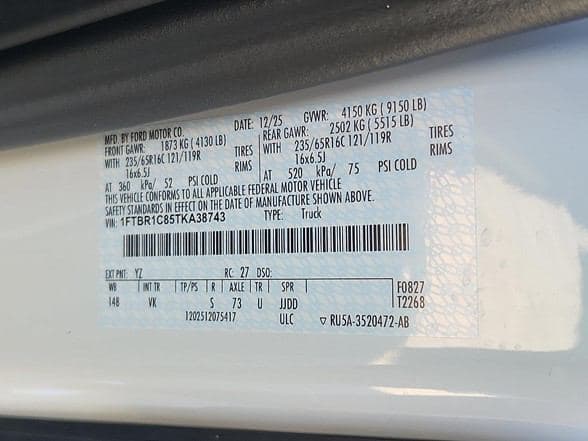 MFD. BY FORD MOTOR CO.
DATE: 12/25 GVWR: 4150 KG ( 9150 LB)
FRONT GAWR: 1873 KG ( 4130 LB) REAR GAWR: 2502 KG ( 5515 LB)
WITH 235/65R16C 121/119R TIRES WITH 235/65R16C 121/119R TIRES
16x6.5J RIMS 16x6.5J RIMS
AT 360 kPa/ 52 PSI COLD AT 520 kPa/ 75 PSI COLD
THIS VEHICLE CONFORMS TO ALL APPLICABLE FEDERAL MOTOR VEHICLE
SAFETY STANDARDS IN EFFECT ON THE DATE OF MANUFACTURE SHOWN ABOVE.
VIN: 1FTBR1C85TKA38743 TYPE: Truck
EXT PNT: YZ RC: 27 DSO:
WB INT TR TP/PS R AXLE TR SPR F0827
148 VK S 73 U JJDD T2268
1202512075417 ULC ▽ RU5A-3520472-AB